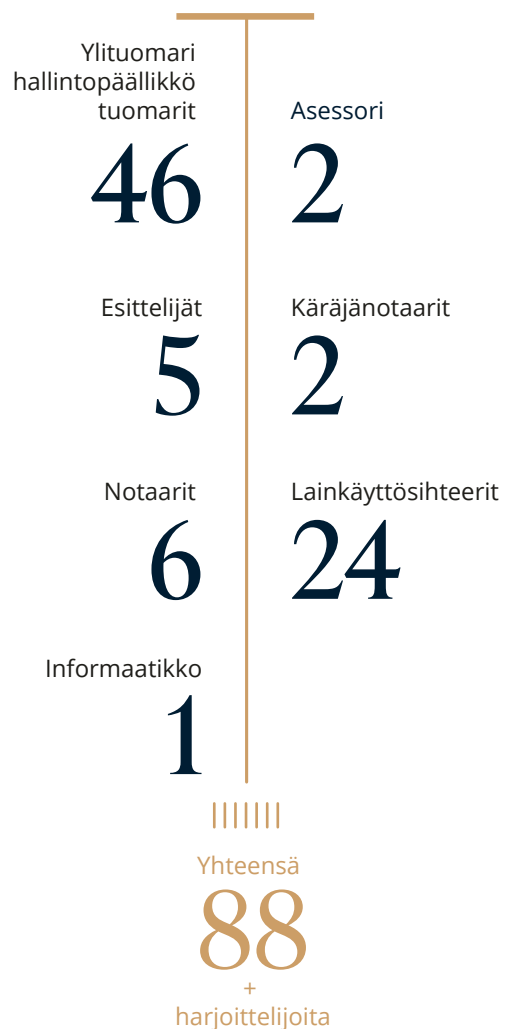 Ylituomari
hallintopäällikkö
tuomarit
46
Asessori
2
Esittelijät
5
Käräjänotaarit
2
Notaarit
6
Lainkäyttösihteerit
24
Informaatikko
1
Yhteensä
88
+
harjoittelijoita